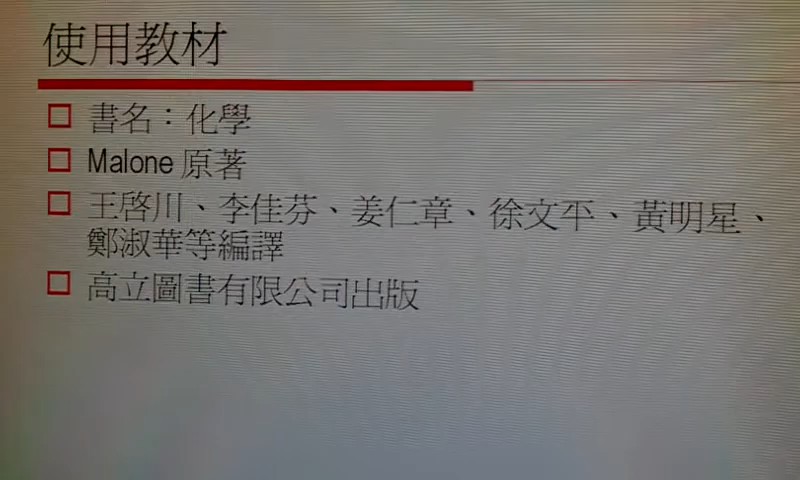 使用教材
書名：化學
Malone 原著
王啓川、李佳芬、姜仁章、徐文平、黃明星、
鄭淑華等編譯
高立圖書有限公司出版